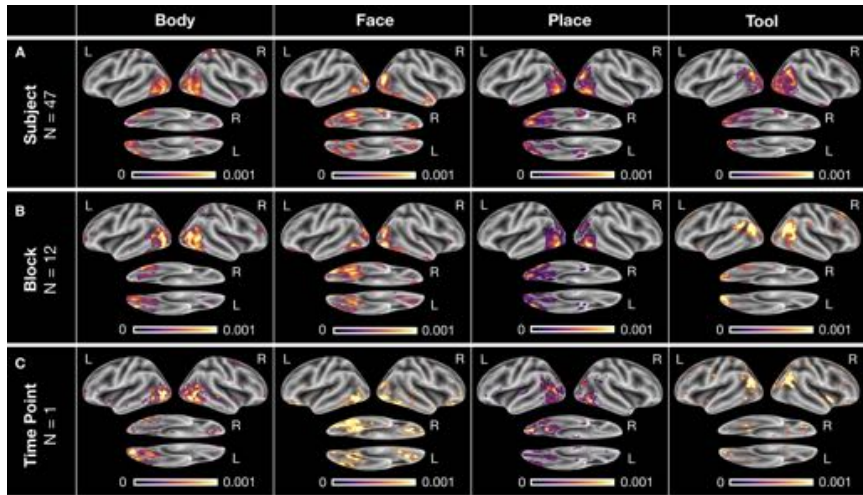 Body Face Place Tool
A Subject N = 47
L R L R L R L R
R R R R
L L L L
0 0.001 0 0.001 0 0.001 0 0.001
B Block N = 12
L R L R L R L R
R R R R
L L L L
0 0.001 0 0.001 0 0.001 0 0.001
C Time Point N = 1
L R L R L R L R
R R R R
L L L L
0 0.001 0 0.001 0 0.001 0 0.001